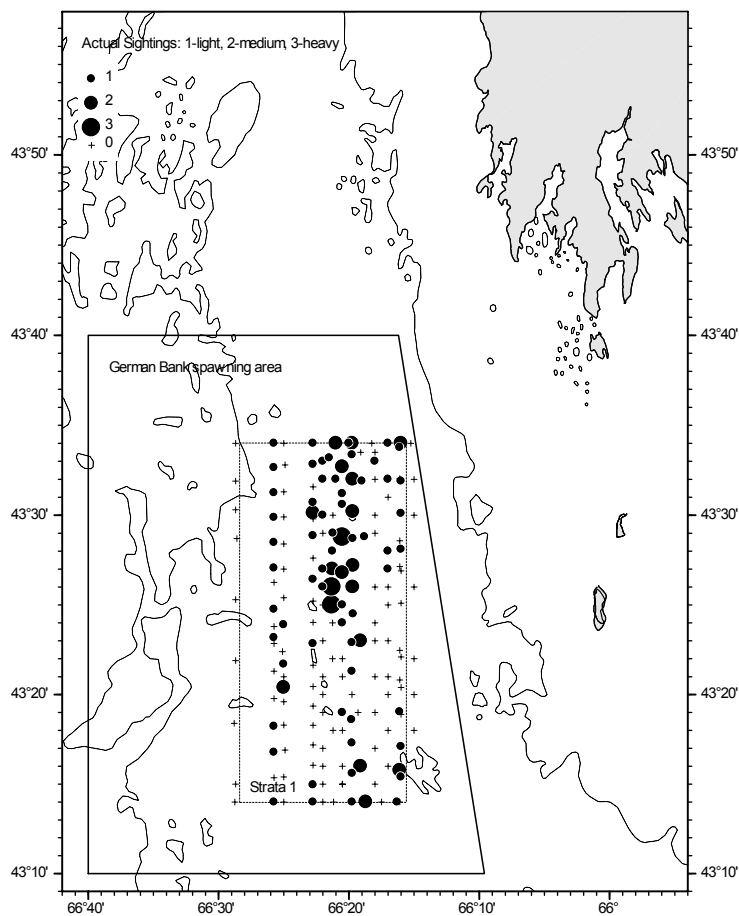 Actual Sightings: 1-light, 2-medium, 3-heavy
1
2
3
0
43°50' 43°50'
43°40' 43°40'
German Bank spawning area
43°30' 43°30'
43°20' 43°20'
Strata 1
43°10' 43°10'
66°40' 66°30' 66°20' 66°10' 66°